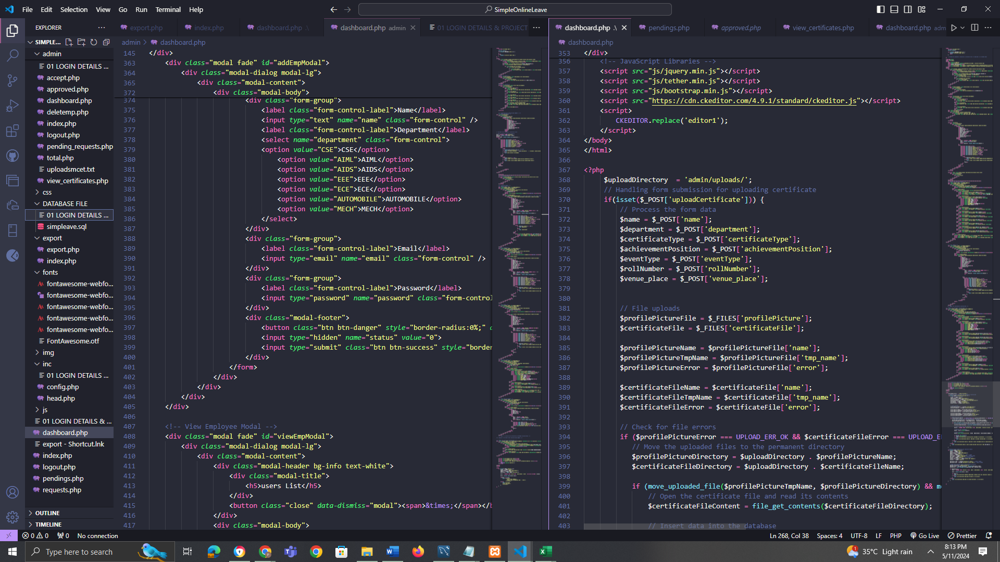 File Edit Selection View Go Run Terminal Help
SimpleOnlineLeave
EXPLORER
SIMPLE...
admin
01 LOGIN DETAILS ...
accept.php
approved.php
dashboard.php
deletemp.php
index.php
logout.php
pending_requests.php
total.php
uploadsmcet.txt
view_certificates.php
css
DATABASE FILE
01 LOGIN DETAILS ...
simpleave.sql
export
export.php
index.php
fonts
fontawesome-webfo...
fontawesome-webfo...
fontawesome-webfo...
fontawesome-webfo...
fontawesome-webfo...
FontAwesome.otf
img
inc
01 LOGIN DETAILS ...
config.php
head.php
js
01 LOGIN DETAILS & ...
dashboard.php
export - Shortcut.lnk
index.php
logout.php
pendings.php
requests.php
OUTLINE
TIMELINE
export.php index.php dashboard.php .\ dashboard.php admin 01 LOGIN DETAILS & PROJECT
admin > dashboard.php
145 </div>
363 <div class="modal fade" id="addEmpModal">
364 <div class="modal-dialog modal-lg">
365 <div class="modal-content">
372 <div class="modal-body">
374 <div class="form-group">
375 <label class="form-control-label">Name</label>
376 <input type="text" name="name" class="form-control" />
377 <label class="form-control-label">Department</label>
378 <select name="department" class="form-control">
379 <option value="CSE">CSE</option>
380 <option value="AIML">AIML</option>
381 <option value="AIDS">AIDS</option>
382 <option value="EEE">EEE</option>
383 <option value="ECE">ECE</option>
384 <option value="AUTOMOBILE">AUTOMOBILE</option>
385 <option value="MECH">MECH</option>
386 </select>
387 </div>
388 <div class="form-group">
389 <label class="form-control-label">Email</label>
390 <input type="email" name="email" class="form-control" />
391 </div>
392 <div class="form-group">
393 <label class="form-control-label">Password</label>
394 <input type="password" name="password" class="form-control
395 </div>
396 <div class="modal-footer">
397 <button class="btn btn-danger" style="border-radius:0%;"
398 <input type="hidden" name="status" value="0">
399 <input type="submit" class="btn btn-success" style="border
400 </div>
401 </form>
402 </div>
403 </div>
404 </div>
405 </div>
406
407 <!-- View Employee Modal -->
408 <div class="modal fade" id="viewEmpModal">
409 <div class="modal-dialog modal-lg">
410 <div class="modal-content">
411 <div class="modal-header bg-info text-white">
412 <div class="modal-title">
413 <h5>users List</h5>
414 </div>
415 <button class="close" data-dismiss="modal"><span>&times;</span></b
416 </div>
417 <div class="modal-body">
dashboard.php .\ pendings.php approved.php view_certificates.php dashboard.php adm
dashboard.php
353 </div>
356 <!-- JavaScript Libraries -->
357 <script src="js/jquery.min.js"></script>
358 <script src="js/tether.min.js"></script>
359 <script src="js/bootstrap.min.js"></script>
360 <script src="https://cdn.ckeditor.com/4.9.1/standard/ckeditor.js"></script>
361 <script>
362 CKEDITOR.replace('editor1');
363 </script>
364 </body>
365 </html>
366
367 <?php
368 $uploadDirectory = 'admin/uploads/';
369 // Handling form submission for uploading certificate
370 if(isset($_POST['uploadCertificate'])) {
371 // Process the form data
372 $name = $_POST['name'];
373 $department = $_POST['department'];
374 $certificateType = $_POST['certificateType'];
375 $achievementPosition = $_POST['achievementPosition'];
376 $eventType = $_POST['eventType'];
377 $rollNumber = $_POST['rollNumber'];
378 $venue_place = $_POST['venue_place'];
379
380
381 // File uploads
382 $profilePictureFile = $_FILES['profilePicture'];
383 $certificateFile = $_FILES['certificateFile'];
384
385 $profilePictureName = $profilePictureFile['name'];
386 $profilePictureTmpName = $profilePictureFile['tmp_name'];
387 $profilePictureError = $profilePictureFile['error'];
388
389 $certificateFileName = $certificateFile['name'];
390 $certificateFileTmpName = $certificateFile['tmp_name'];
391 $certificateFileError = $certificateFile['error'];
392
393 // Check for file errors
394 if ($profilePictureError === UPLOAD_ERR_OK && $certificateFileError === UPLOAD_E
395 // Move the uploaded files to the permanent directory
396 $profilePictureDirectory = $uploadDirectory . $profilePictureName;
397 $certificateFileDirectory = $uploadDirectory . $certificateFileName;
398
399 if (move_uploaded_file($profilePictureTmpName, $profilePictureDirectory) && m
400 // Open the certificate file and read its contents
401 $certificateFileContent = file_get_contents($certificateFileDirectory);
402
403 // Insert data into the database
0 0 0 No connection
Ln 268, Col 38 Spaces: 4 UTF-8 LF PHP Go Live Prettier
Type here to search
35°C Light rain
8:13 PM
5/11/2024